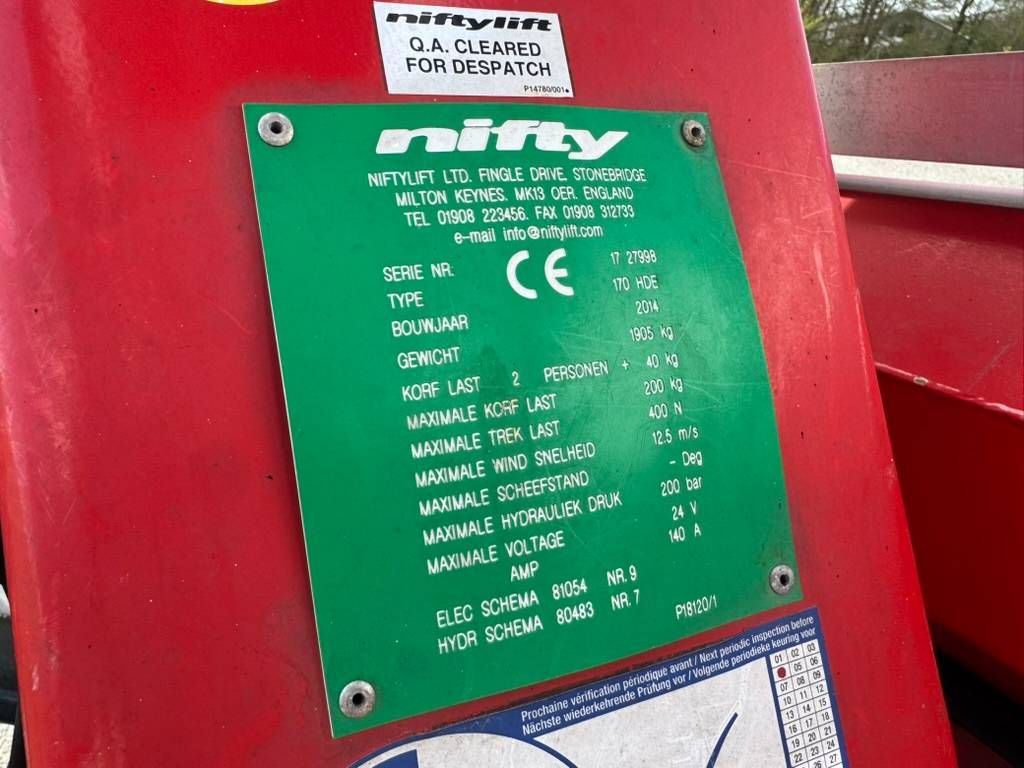 niftylift
Q.A. CLEARED
FOR DESPATCH
P14780/001
nifty
NIFTYLIFT LTD. FINGLE DRIVE. STONEBRIDGE
MILTON KEYNES. MK13 OER. ENGLAND
TEL 01908 223456. FAX 01908 312733
e-mail info@niftylift.com
CE
SERIE NR: 17 27998
TYPE 170 HDE
BOUWJAAR 2014
GEWICHT 1905 kg
KORF LAST 2 PERSONEN + 40 kg
MAXIMALE KORF LAST 200 kg
MAXIMALE TREK LAST 400 N
MAXIMALE WIND SNELHEID 12.5 m/s
MAXIMALE SCHEEFSTAND - Deg
MAXIMALE HYDRAULIEK DRUK 200 bar
MAXIMALE VOLTAGE 24 V
AMP 140 A
ELEC SCHEMA 81054 NR. 9
HYDR SCHEMA 80483 NR. 7
P18120/1
Prochaine vérification périodique avant / Next periodic inspection before
Nächste wiederkehrende Prüfung vor / Volgende periodieke keuring voor
01 02 03
05 06
07 08 09
10 11 12
13 14 15
16 17 18
19 20 21
22 23 24
26 27